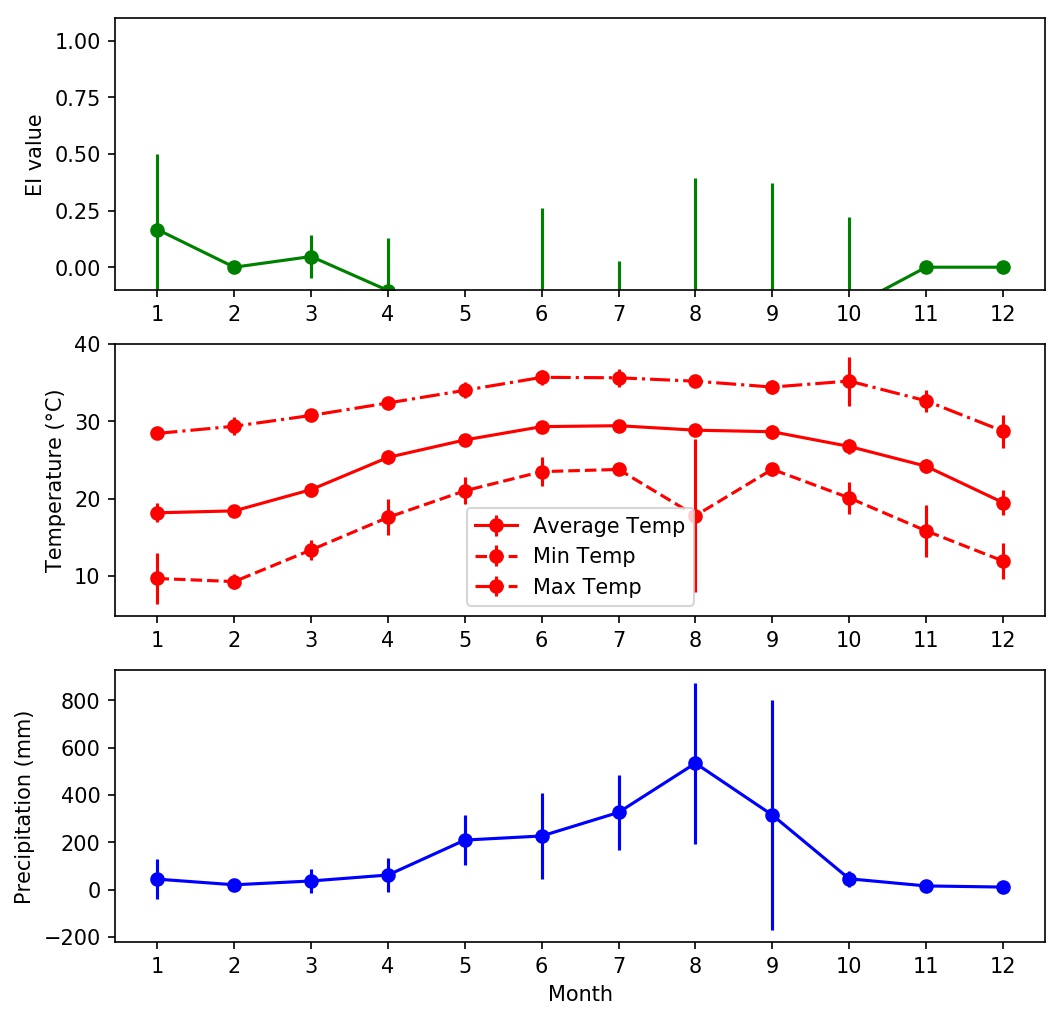 EI value
1.00
0.75
0.50
0.25
0.00
1 2 3 4 5 6 7 8 9 10 11 12
Temperature (°C)
40
30
20
10
Average Temp
Min Temp
Max Temp
1 2 3 4 5 6 7 8 9 10 11 12
Precipitation (mm)
800
600
400
200
0
−200
1 2 3 4 5 6 7 8 9 10 11 12
Month